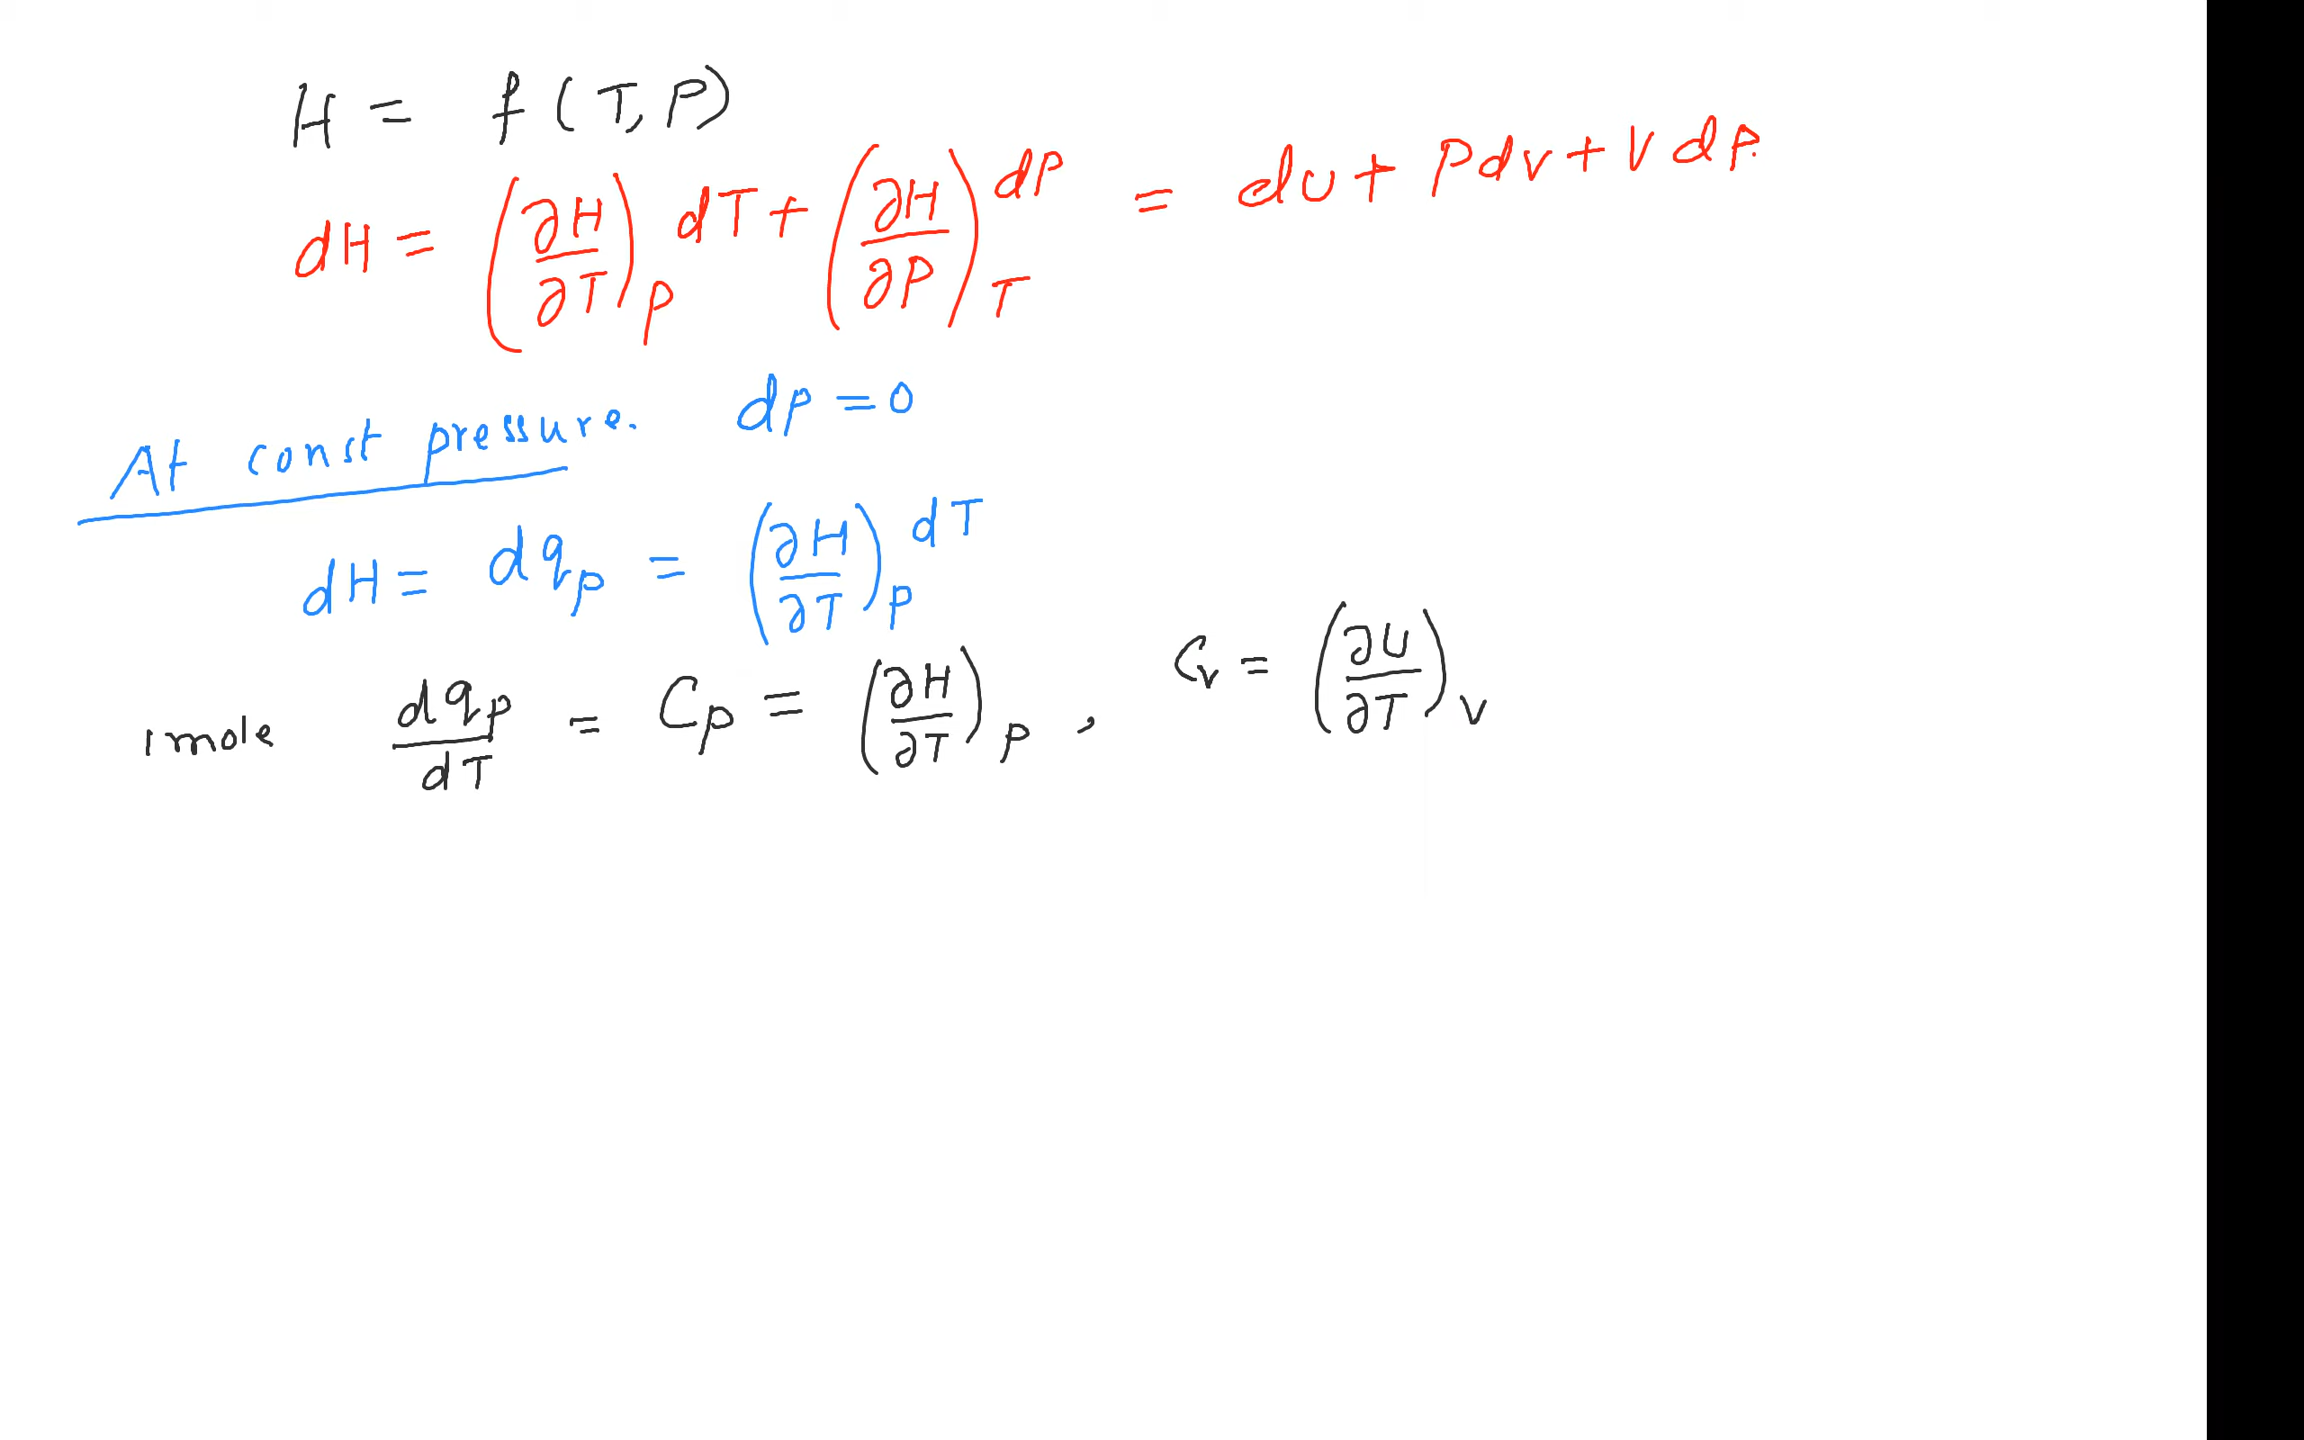 H = f (T, P)
dH = (∂H/∂T)_P dT + (∂H/∂P)_T dP = dU + PdV + VdP.
At const pressure. dP = 0
dH = dq_P = (∂H/∂T)_P dT
1 mole dq_P/dT = C_P = (∂H/∂T)_P , C_V = (∂U/∂T)_V